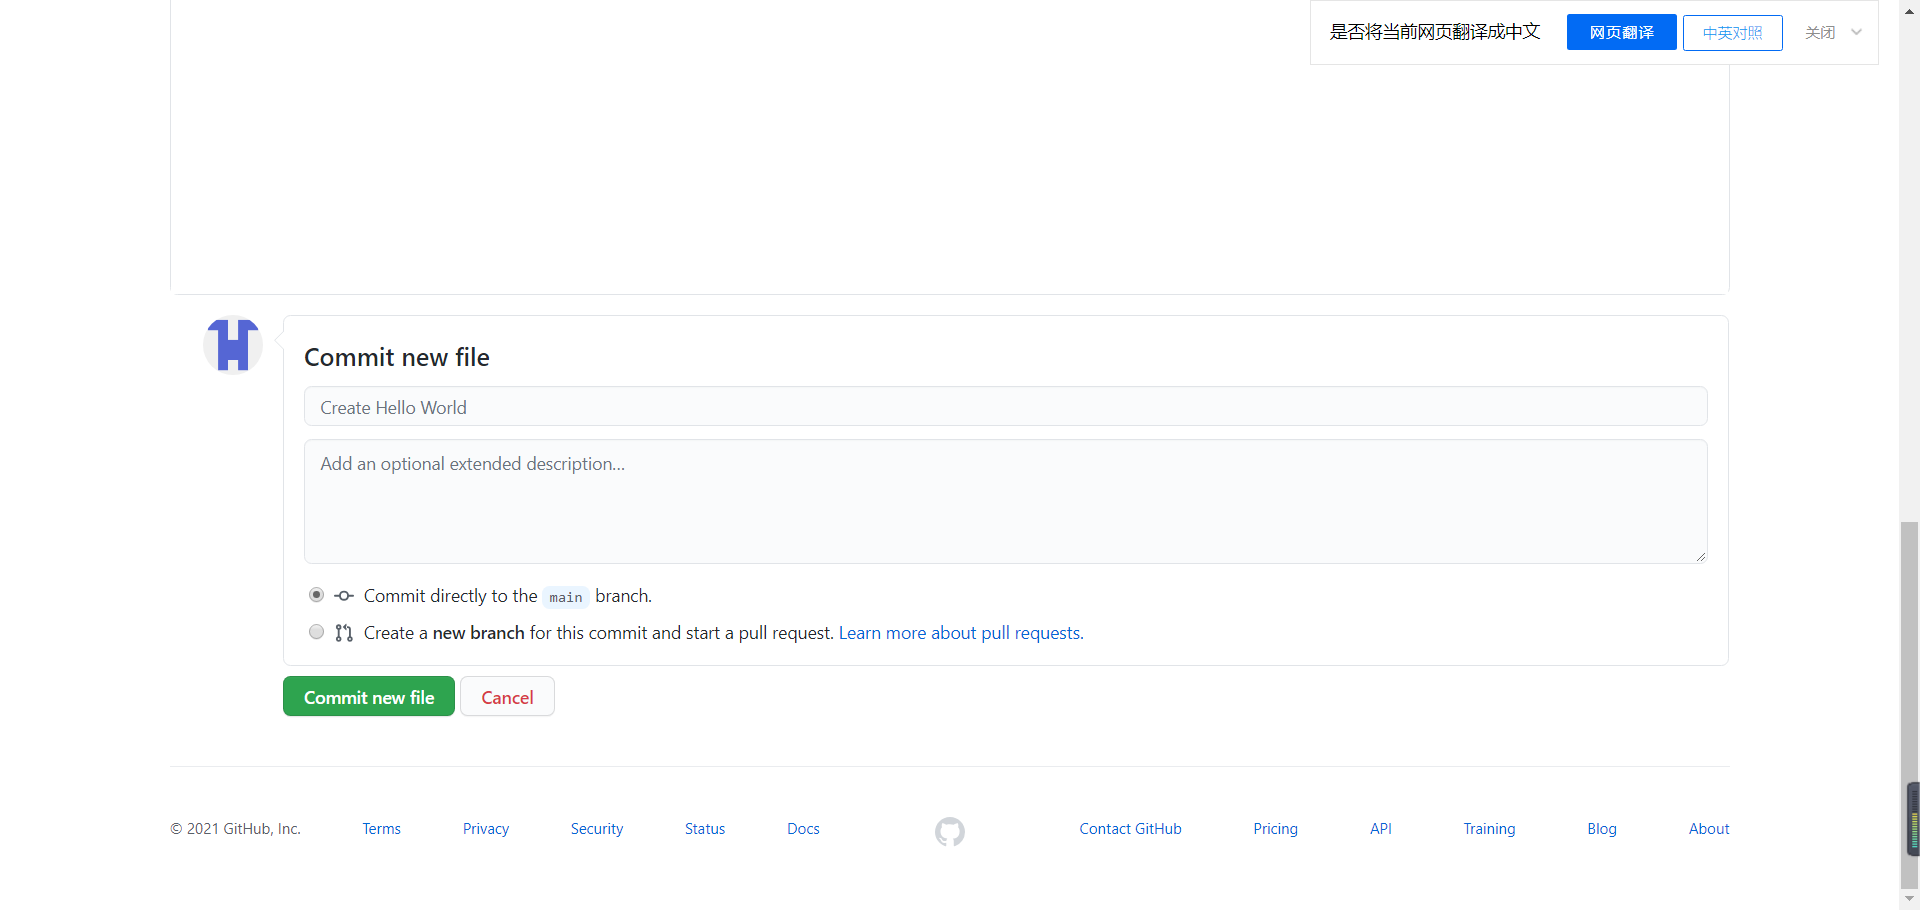 是否将当前网页翻译成中文 网页翻译 中英对照 关闭
Commit new file
Create Hello World
Add an optional extended description...
Commit directly to the main branch.
Create a new branch for this commit and start a pull request. Learn more about pull requests.
Commit new file Cancel
© 2021 GitHub, Inc. Terms Privacy Security Status Docs Contact GitHub Pricing API Training Blog About